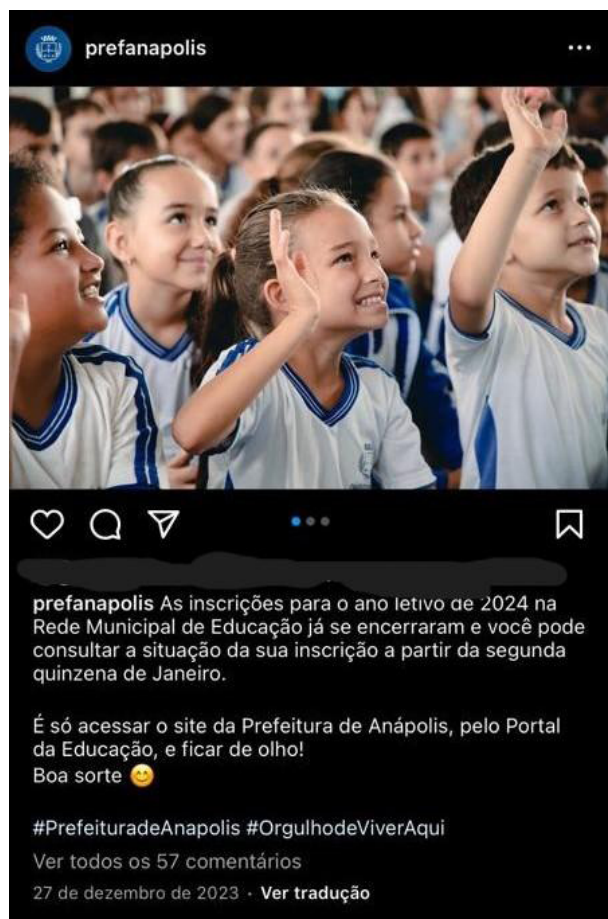 prefanapolis
prefanapolis As inscrições para o ano letivo de 2024 na
Rede Municipal de Educação já se encerraram e você pode
consultar a situação da sua inscrição a partir da segunda
quinzena de Janeiro.
É só acessar o site da Prefeitura de Anápolis, pelo Portal
da Educação, e ficar de olho!
Boa sorte 😊
#PrefeituradeAnapolis #OrgulhodeViverAqui
Ver todos os 57 comentários
27 de dezembro de 2023 · Ver tradução